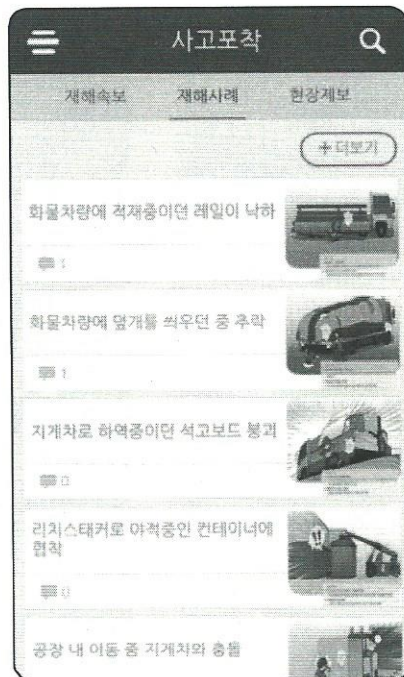 사고포착
재해속보 재해사례 현장제보
+ 더보기
화물차량에 적재중이던 레일이 낙하
1
화물차량에 덮개를 씌우던 중 추락
1
지게차로 하역중이던 석고보드 붕괴
0
리치스태커로 야적중인 컨테이너에
협착
0
공장 내 이동 중 지게차와 충돌